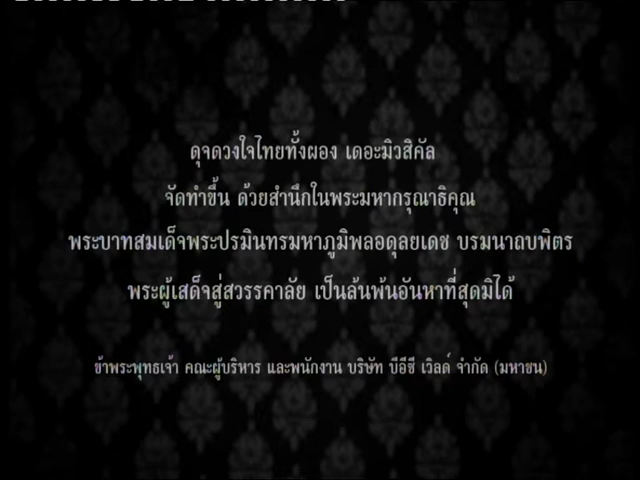 ดุจดวงใจไทยทั้งผอง เดอะมิวสิคัล
จัดทำขึ้น ด้วยสำนึกในพระมหากรุณาธิคุณ
พระบาทสมเด็จพระปรมินทรมหาภูมิพลอดุลยเดช บรมนาถบพิตร
พระผู้เสด็จสู่สวรรคาลัย เป็นล้นพ้นอันหาที่สุดมิได้
ข้าพระพุทธเจ้า คณะผู้บริหาร และพนักงาน บริษัท บีอีซี เวิลด์ จำกัด (มหาชน)